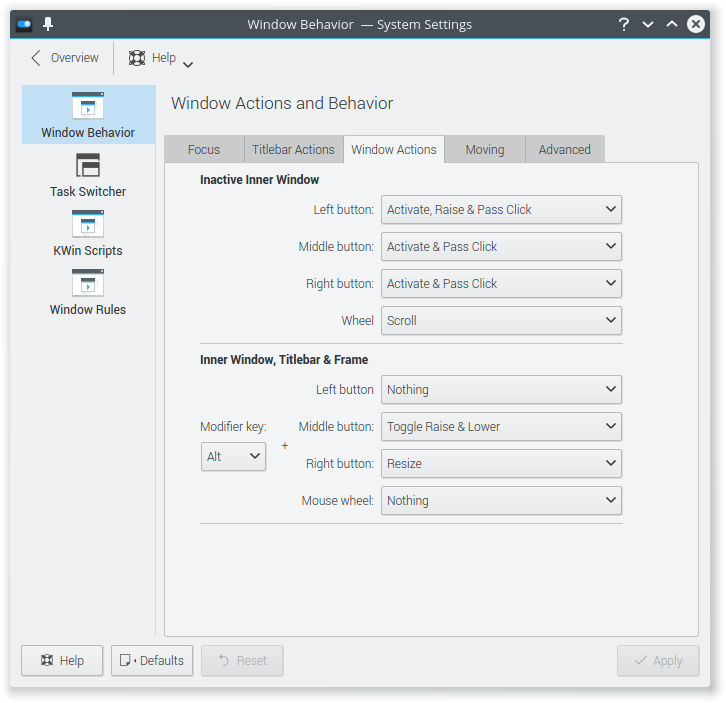 Window Behavior — System Settings
Overview
Help
Window Behavior
Task Switcher
KWin Scripts
Window Rules
Window Actions and Behavior
Focus Titlebar Actions Window Actions Moving Advanced
Inactive Inner Window
Left button: Activate, Raise & Pass Click
Middle button: Activate & Pass Click
Right button: Activate & Pass Click
Wheel Scroll
Inner Window, Titlebar & Frame
Left button Nothing
Modifier key: Middle button: Toggle Raise & Lower
Alt + Right button: Resize
Mouse wheel: Nothing
Help Defaults Reset Apply